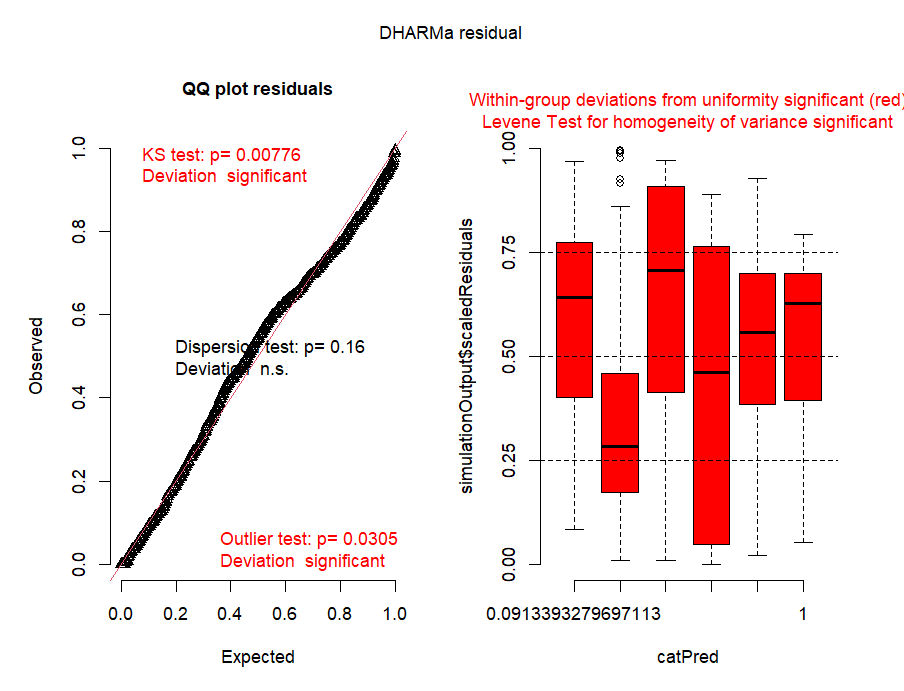 DHARMa residual
QQ plot residuals
KS test: p= 0.00776
Deviation  significant
Dispersion test: p= 0.16
Deviation  n.s.
Outlier test: p= 0.0305
Deviation  significant
Observed
1.0
0.8
0.6
0.4
0.2
0.0
0.0 0.2 0.4 0.6 0.8 1.0
Expected
Within-group deviations from uniformity significant (red)
Levene Test for homogeneity of variance significant
simulationOutput$scaledResiduals
1.00
0.75
0.50
0.25
0.00
0.0913393279697113 1
catPred